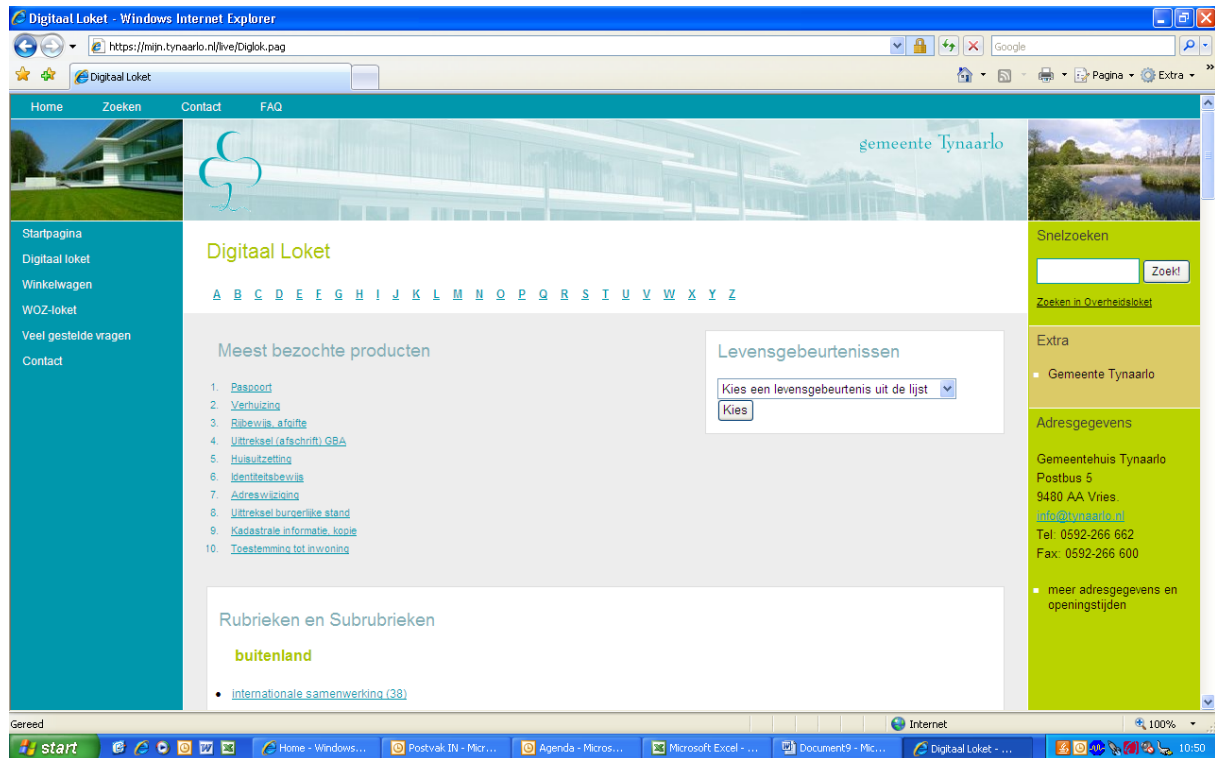 Digitaal Loket - Windows Internet Explorer
https://mijn.tynaarlo.nl/live/Diglok.pag
Google
Digitaal Loket
Pagina
Extra
Home Zoeken Contact FAQ
gemeente Tynaarlo
Startpagina
Digitaal loket
Winkelwagen
WOZ-loket
Veel gestelde vragen
Contact
Digitaal Loket
A B C D E F G H I J K L M N O P Q R S T U V W X Y Z
Meest bezochte producten
1. Paspoort
2. Verhuizing
3. Rijbewijs, afgifte
4. Uittreksel (afschrift) GBA
5. Huisuitzetting
6. Identiteitsbewijs
7. Adreswijziging
8. Uittreksel burgerlijke stand
9. Kadastrale informatie, kopie
10. Toestemming tot inwoning
Levensgebeurtenissen
Kies een levensgebeurtenis uit de lijst
Kies
Rubrieken en Subrubrieken
buitenland
internationale samenwerking (38)
Snelzoeken
Zoek!
Zoeken in Overheidsloket
Extra
Gemeente Tynaarlo
Adresgegevens
Gemeentehuis Tynaarlo
Postbus 5
9480 AA Vries.
info@tynaarlo.nl
Tel: 0592-266 662
Fax: 0592-266 600
meer adresgegevens en
openingstijden
Gereed
Internet
100%
start
Home - Windows...
Postvak IN - Micr...
Agenda - Micros...
Microsoft Excel - ...
Document9 - Mic...
Digitaal Loket - ...
10:50